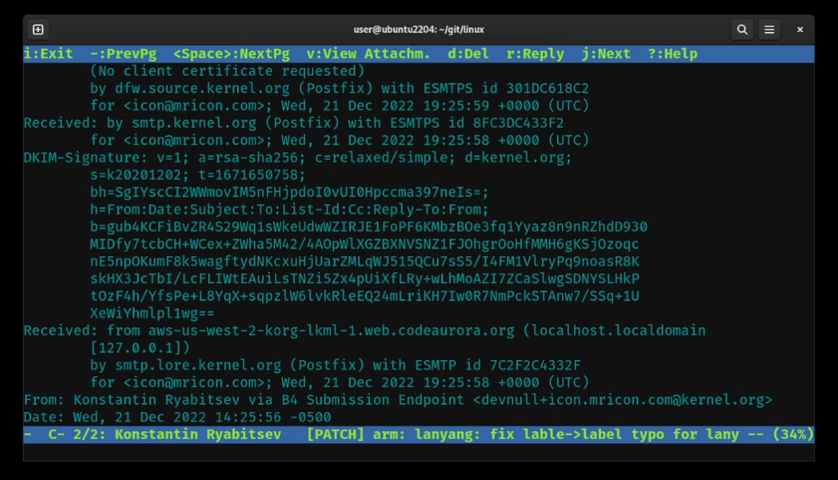 user@ubuntu2204: ~/git/linux
i:Exit  -:PrevPg  <Space>:NextPg  v:View Attachm.  d:Del  r:Reply  j:Next  ?:Help
(No client certificate requested)
by dfw.source.kernel.org (Postfix) with ESMTPS id 301DC618C2
for <icon@mricon.com>; Wed, 21 Dec 2022 19:25:59 +0000 (UTC)
Received: by smtp.kernel.org (Postfix) with ESMTPS id 8FC3DC433F2
for <icon@mricon.com>; Wed, 21 Dec 2022 19:25:58 +0000 (UTC)
DKIM-Signature: v=1; a=rsa-sha256; c=relaxed/simple; d=kernel.org;
s=k20201202; t=1671650758;
bh=SgIYscCI2WWmovIM5nFHjpdoI0vUI0Hpccma397neIs=;
h=From:Date:Subject:To:List-Id:Cc:Reply-To:From;
b=gub4KCFiBvZR4S29Wq1sWkeUdwWZIRJE1FoPF6KMbzBOe3fq1Yyaz8n9nRZhdD930
MIDfy7tcbCH+WCex+ZWha5M42/4AOpWlXGZBXNVSNZ1FJOhgrOoHfMMH6gKSjOzoqc
nE5npOKumF8k5wagftydNKcxuHjUarZMLqWJ515QCu7sS5/I4FM1VlryPq9noasR8K
skHX3JcTbI/LcFLIWtEAuiLsTNZi5Zx4pUiXfLRy+wLhMoAZI7ZCaSlwgSDNYSLHkP
tOzF4h/YfsPe+L8YqX+sqpzlW6lvkRleEQ24mLriKH7Iw0R7NmPckSTAnw7/SSq+1U
XeWiYhmlpl1wg==
Received: from aws-us-west-2-korg-lkml-1.web.codeaurora.org (localhost.localdomain
[127.0.0.1])
by smtp.lore.kernel.org (Postfix) with ESMTP id 7C2F2C4332F
for <icon@mricon.com>; Wed, 21 Dec 2022 19:25:58 +0000 (UTC)
From: Konstantin Ryabitsev via B4 Submission Endpoint <devnull+icon.mricon.com@kernel.org>
Date: Wed, 21 Dec 2022 14:25:56 -0500
-  C- 2/2: Konstantin Ryabitsev   [PATCH] arm: lanyang: fix lable->label typo for lany -- (34%)